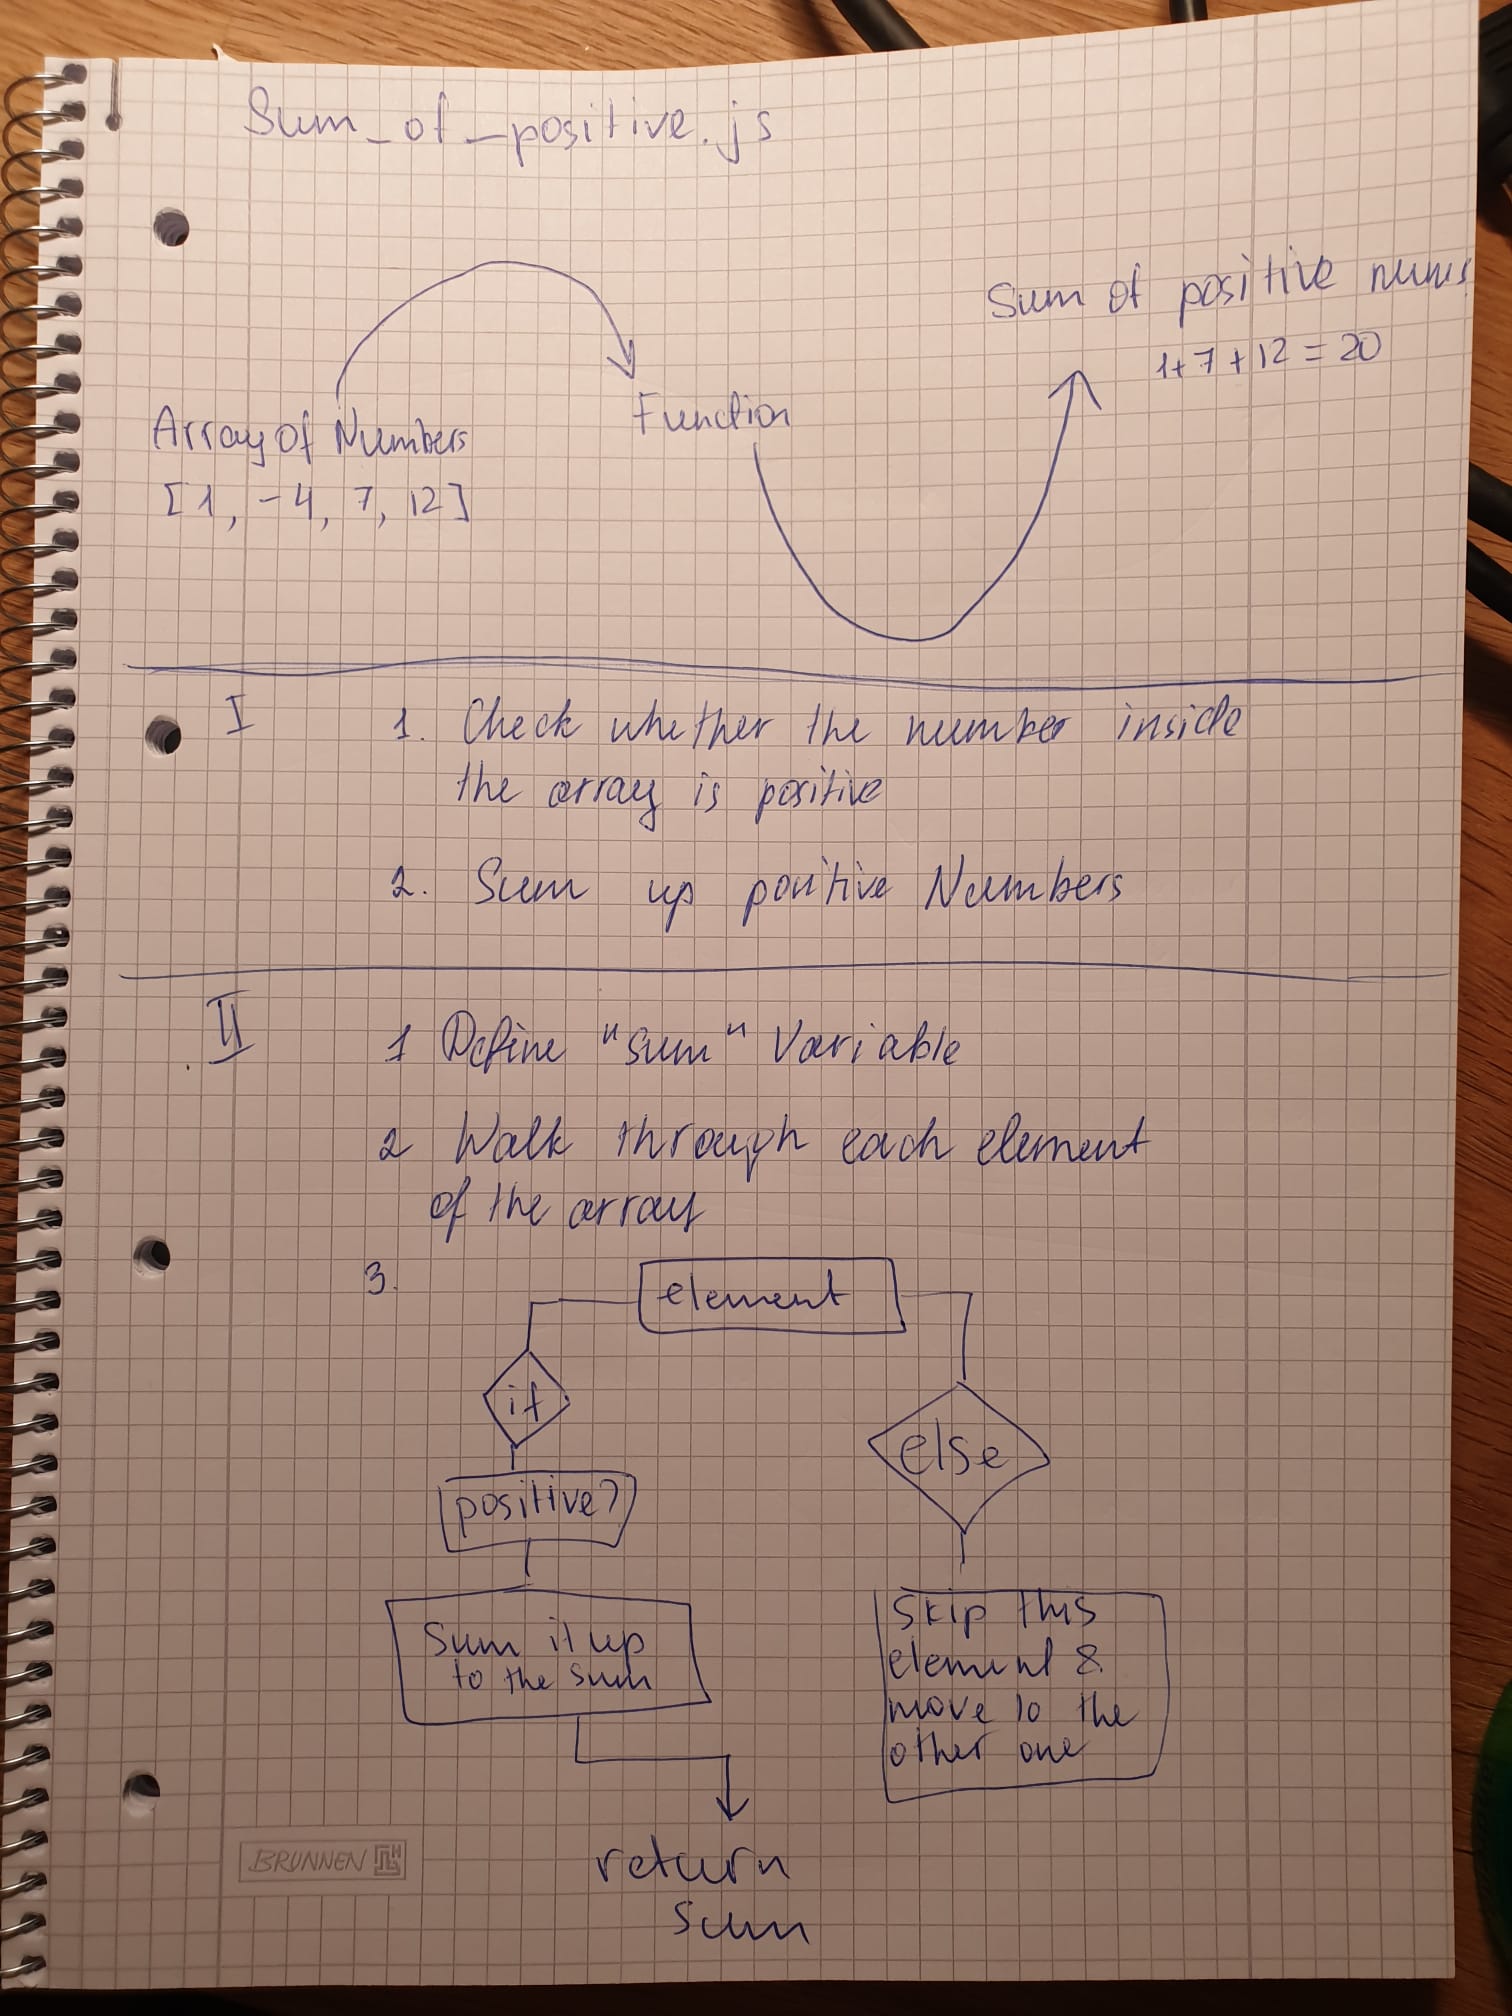 Sum_of_positive.js
Sum of positive nums
1+7+12=20
Function
Array of Numbers
[1, -4, 7, 12]
I
1. Check whether the number inside
the array is positive
2. Sum up positive Numbers
II
1 Define "sum" Variable
2 Walk through each element
of the array
3.
element
if
else
positive?
Sum it up
to the sum
Skip this
element &
move to the
other one
return
sum
BRUNNEN